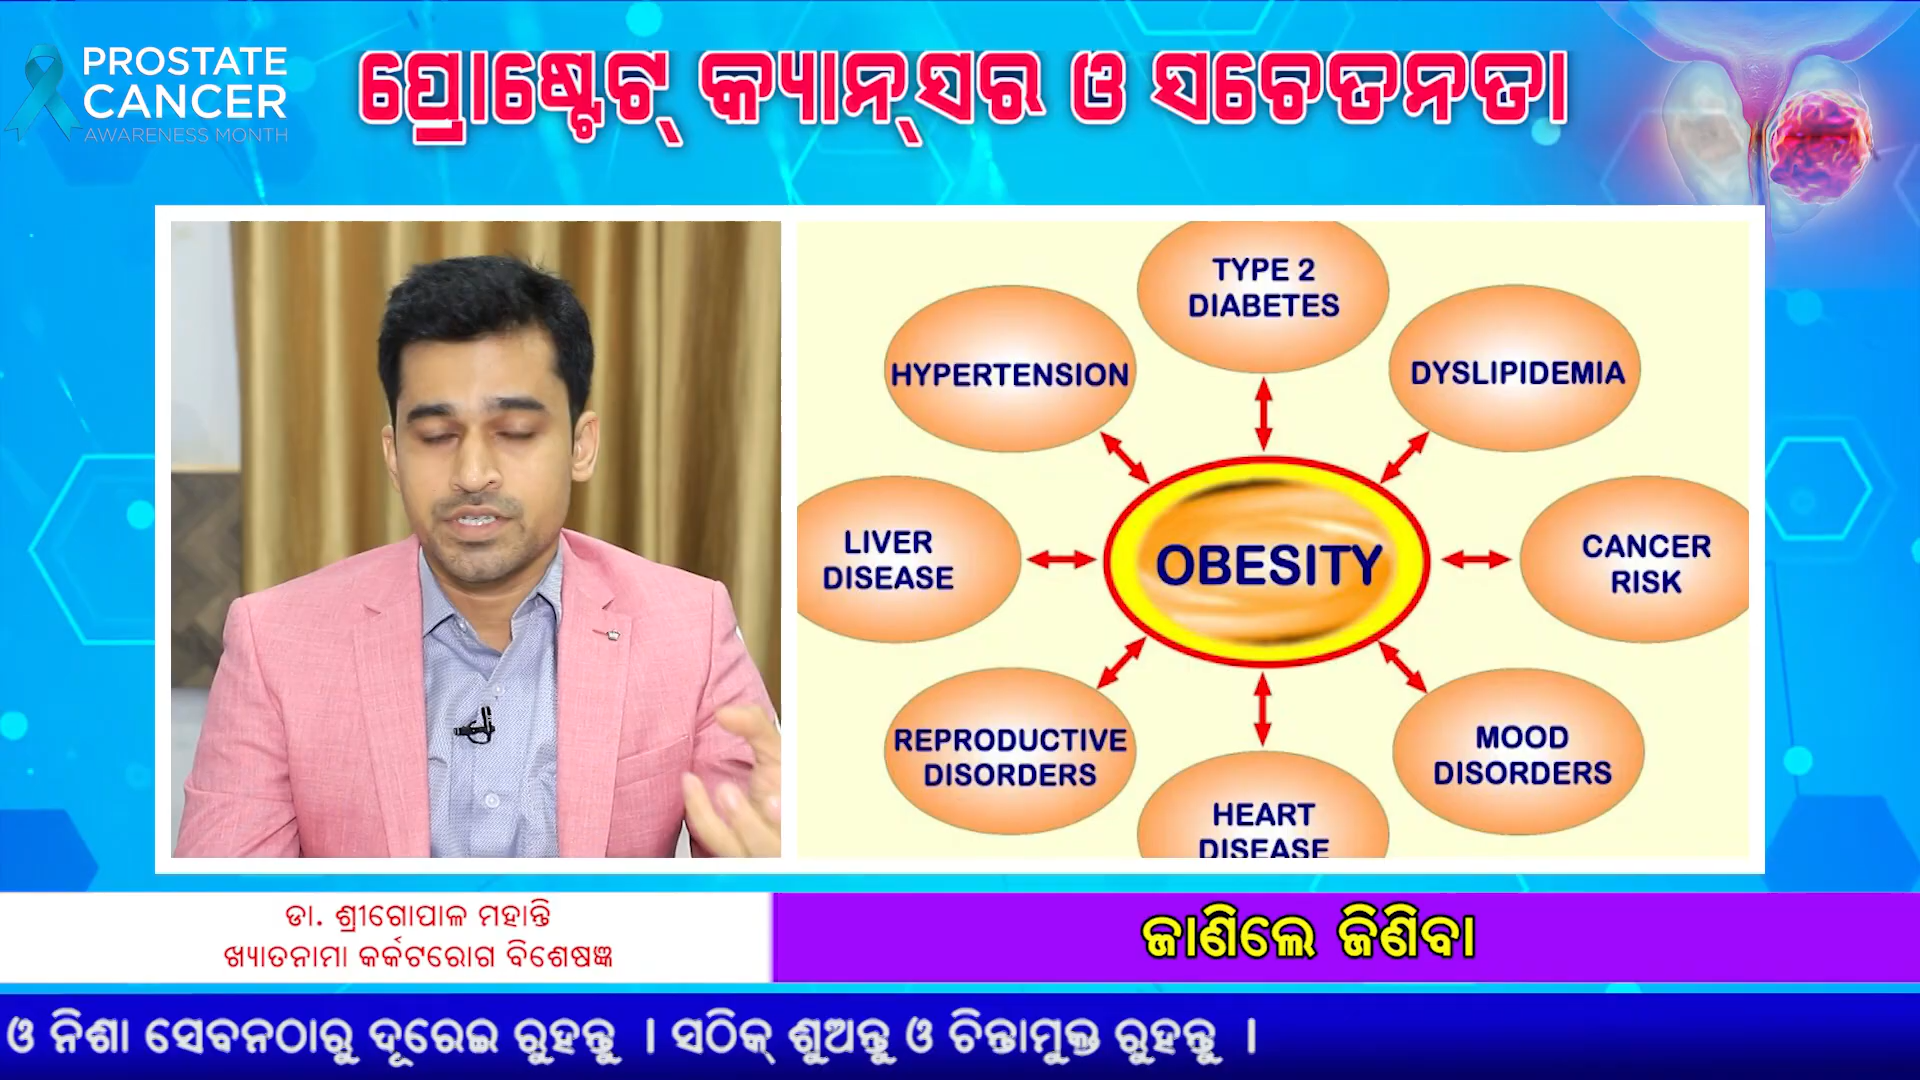 PROSTATE
CANCER
AWARENESS MONTH
ପ୍ରୋଷ୍ଟେଟ୍ କ୍ୟାନ୍ସର ଓ ସଚେତନତା
TYPE 2
DIABETES
HYPERTENSION
DYSLIPIDEMIA
LIVER
DISEASE
OBESITY
CANCER
RISK
REPRODUCTIVE
DISORDERS
MOOD
DISORDERS
HEART
DISEASE
ଡା. ଶ୍ରୀଗୋପାଳ ମହାନ୍ତି
ଖ୍ୟାତନାମା କର୍କଟରୋଗ ବିଶେଷଜ୍ଞ
ଜାଣିଲେ ଜିଣିବା
ଓ ନିଶା ସେବନଠାରୁ ଦୂରେଇ ରୁହନ୍ତୁ । ସଠିକ୍ ଶୁଅନ୍ତୁ ଓ ଚିନ୍ତାମୁକ୍ତ ରୁହନ୍ତୁ ।